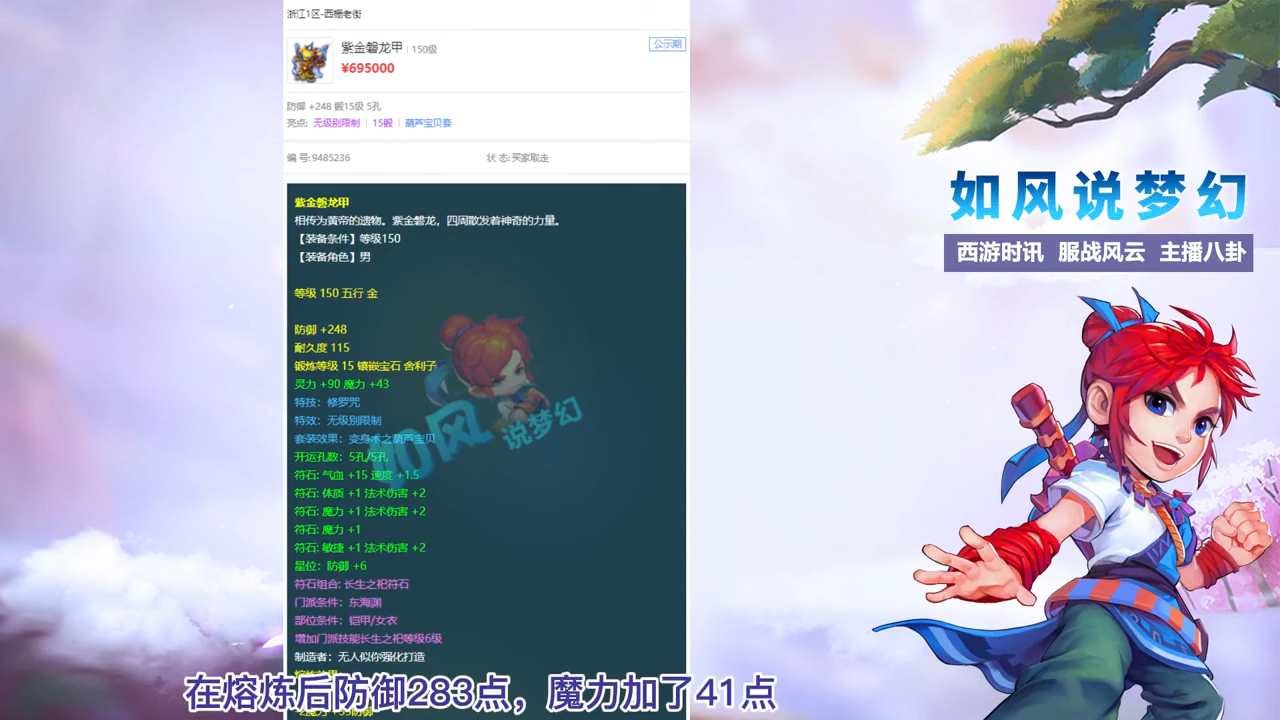 浙江1区-西栅老街
紫金磐龙甲 | 150级
公示期
¥695000
防御 +248 锻15级 5孔
亮点: 无级别限制 | 15锻 | 葫芦宝贝套
编 号: 9485236
状 态: 买家取走
紫金磐龙甲
相传为黄帝的遗物。紫金磐龙，四周散发着神奇的力量。
【装备条件】等级150
【装备角色】男
等级 150 五行 金
防御 +248
耐久度 115
锻炼等级 15 镶嵌宝石 舍利子
灵力 +90 魔力 +43
特技：修罗咒
特效：无级别限制
套装效果：变身术之葫芦宝贝
开运孔数：5孔/5孔
符石: 气血 +15 速度 +1.5
符石: 体质 +1 法术伤害 +2
符石: 魔力 +1 法术伤害 +2
符石: 魔力 +1
符石: 敏捷 +1 法术伤害 +2
星位：防御 +6
符石组合: 长生之祀符石
门派条件：东海渊
部位条件：铠甲/女衣
增加门派技能长生之祀等级6级
制造者：无人似你强化打造
如风
说梦幻
如风说梦幻
西游时讯 服战风云 主播八卦
在熔炼后防御283点，魔力加了41点